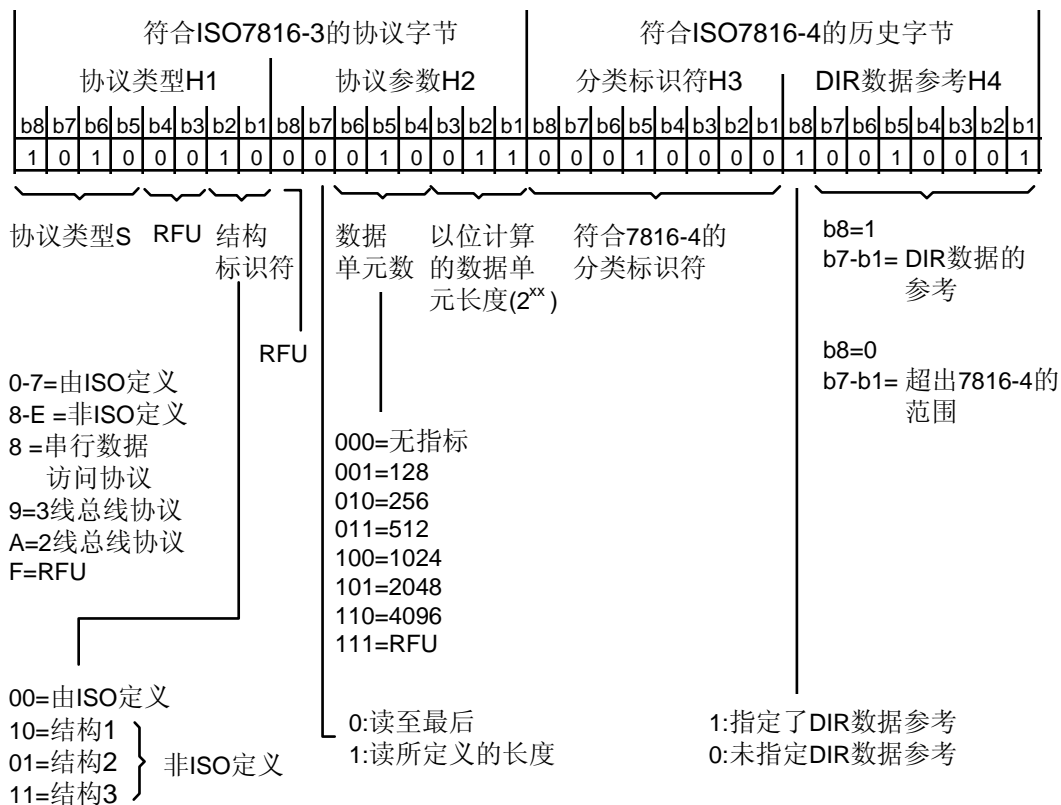 符合ISO7816-3的协议字节 符合ISO7816-4的历史字节
协议类型H1 协议参数H2 分类标识符H3 DIR数据参考H4
b8 b7 b6 b5 b4 b3 b2 b1 b8 b7 b6 b5 b4 b3 b2 b1 b8 b7 b6 b5 b4 b3 b2 b1 b8 b7 b6 b5 b4 b3 b2 b1
1 0 1 0 0 0 1 0 0 0 0 1 0 0 1 1 0 0 0 1 0 0 0 0 1 0 0 1 0 0 0 1
协议类型S
RFU
结构
标识符
RFU
数据
单元数
以位计算
的数据单
元长度(2^xx)
符合7816-4的
分类标识符
b8=1
b7-b1= DIR数据的
参考
b8=0
b7-b1= 超出7816-4的
范围
0-7=由ISO定义
8-E =非ISO定义
8 =串行数据
访问协议
9=3线总线协议
A=2线总线协议
F=RFU
000=无指标
001=128
010=256
011=512
100=1024
101=2048
110=4096
111=RFU
00=由ISO定义
10=结构1
01=结构2
11=结构3
非ISO定义
0:读至最后
1:读所定义的长度
1:指定了DIR数据参考
0:未指定DIR数据参考